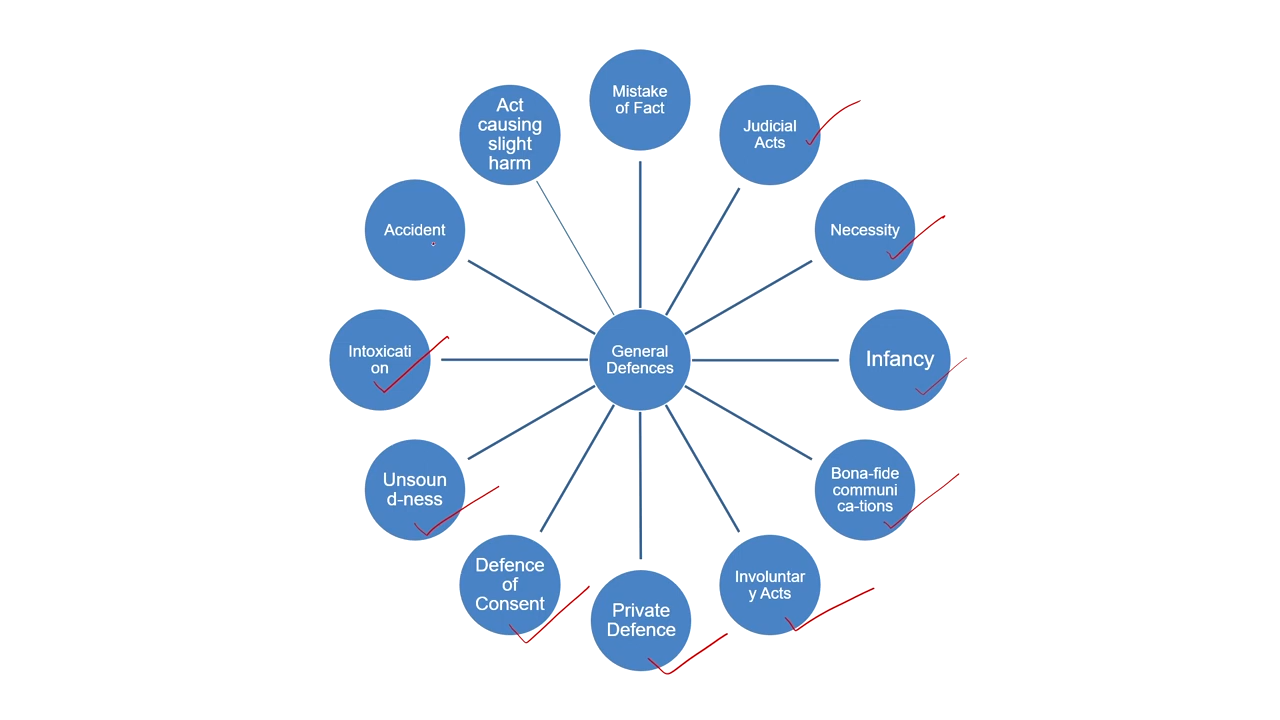 Mistake
of Fact
Judicial
Acts
Necessity
Infancy
Bona-fide
communi
ca-tions
Involuntar
y Acts
Private
Defence
Defence
of
Consent
Unsoun
d-ness
Intoxicati
on
Accident
Act
causing
slight
harm
General
Defences